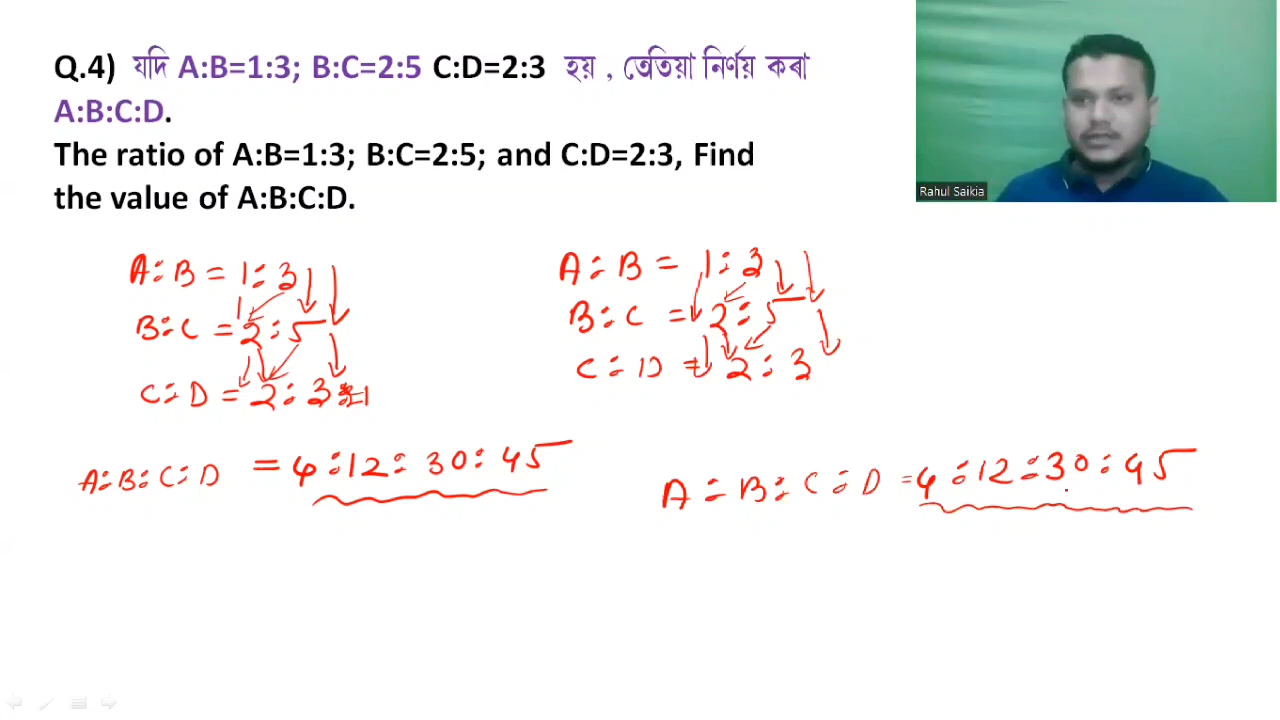 Q.4) যদি A:B=1:3; B:C=2:5 C:D=2:3 হয় , তেতিয়া নিৰ্ণয় কৰা
A:B:C:D.
The ratio of A:B=1:3; B:C=2:5; and C:D=2:3, Find
the value of A:B:C:D.
Rahul Saikia
A:B = 1:3
B:C = 2:5
C:D = 2:3
A:B:C:D = 4:12:30:45
A:B = 1:3
B:C = 2:5
C:D = 2:3
A:B:C:D = 4:12:30:45